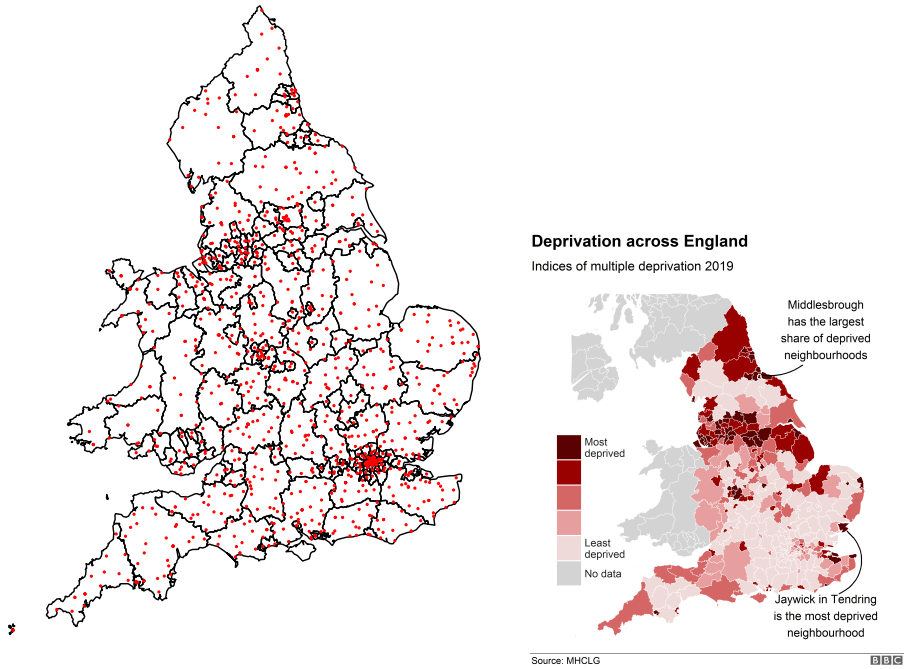 Deprivation across England
Indices of multiple deprivation 2019
Middlesbrough
has the largest
share of deprived
neighbourhoods
Most
deprived
Least
deprived
No data
Jaywick in Tendring
is the most deprived
neighbourhood
Source: MHCLG
BBC